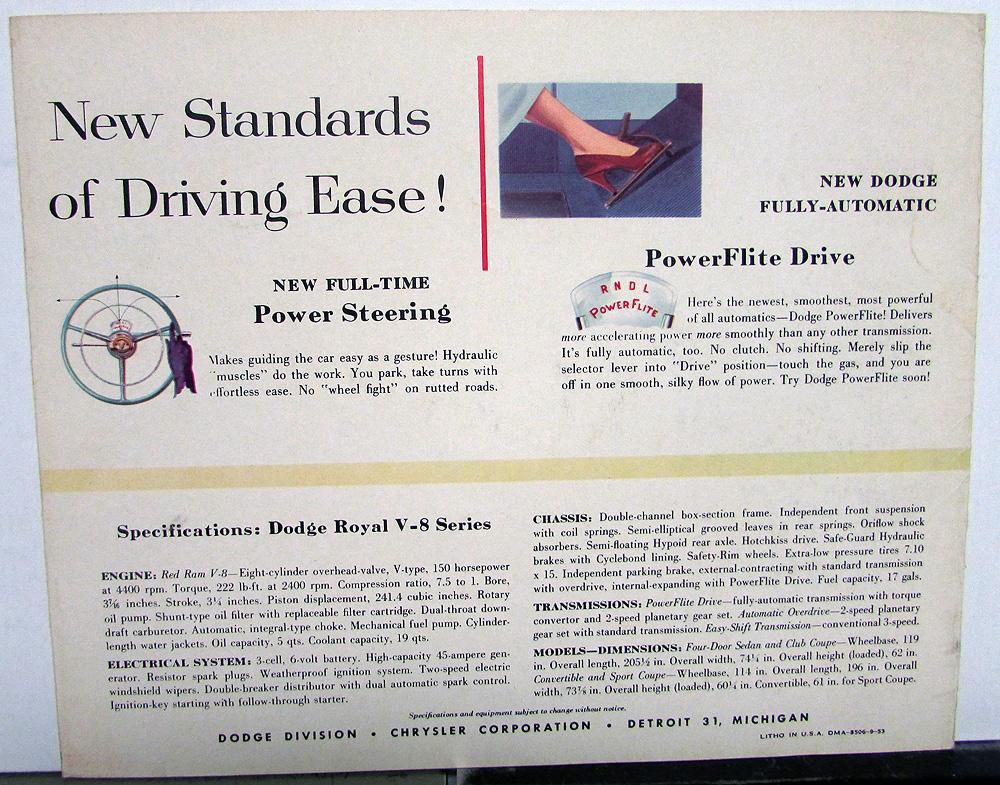 New Standards
of Driving Ease!
NEW FULL-TIME
Power Steering
Makes guiding the car easy as a gesture! Hydraulic
"muscles" do the work. You park, take turns with
effortless ease. No "wheel fight" on rutted roads.
NEW DODGE
FULLY-AUTOMATIC
PowerFlite Drive
R N D L
POWERFLITE
Here's the newest, smoothest, most powerful
of all automatics—Dodge PowerFlite! Delivers
more accelerating power more smoothly than any other transmission.
It's fully automatic, too. No clutch. No shifting. Merely slip the
selector lever into "Drive" position—touch the gas, and you are
off in one smooth, silky flow of power. Try Dodge PowerFlite soon!
Specifications: Dodge Royal V-8 Series
ENGINE: Red Ram V-8—Eight-cylinder overhead-valve, V-type, 150 horsepower
at 4400 rpm. Torque, 222 lb-ft. at 2400 rpm. Compression ratio, 7.5 to 1. Bore,
3 7/16 inches. Stroke, 3 1/4 inches. Piston displacement, 241.4 cubic inches. Rotary
oil pump. Shunt-type oil filter with replaceable filter cartridge. Dual-throat down-
draft carburetor. Automatic, integral-type choke. Mechanical fuel pump. Cylinder-
length water jackets. Oil capacity, 5 qts. Coolant capacity, 19 qts.
ELECTRICAL SYSTEM: 3-cell, 6-volt battery. High-capacity 45-ampere gen-
erator. Resistor spark plugs. Weatherproof ignition system. Two-speed electric
windshield wipers. Double-breaker distributor with dual automatic spark control.
Ignition-key starting with follow-through starter.
CHASSIS: Double-channel box-section frame. Independent front suspension
with coil springs. Semi-elliptical grooved leaves in rear springs. Oriflow shock
absorbers. Semi-floating Hypoid rear axle. Hotchkiss drive. Safe-Guard Hydraulic
brakes with Cyclebond lining. Safety-Rim wheels. Extra-low pressure tires 7.10
x 15. Independent parking brake, external-contracting with standard transmission
with overdrive, internal-expanding with PowerFlite Drive. Fuel capacity, 17 gals.
TRANSMISSIONS: PowerFlite Drive—fully-automatic transmission with torque
convertor and 2-speed planetary gear set. Automatic Overdrive—2-speed planetary
gear set with standard transmission. Easy-Shift Transmission—conventional 3-speed.
MODELS—DIMENSIONS: Four-Door Sedan and Club Coupe—Wheelbase, 119
in. Overall length, 205 1/2 in. Overall width, 74 1/4 in. Overall height (loaded), 62 in.
Convertible and Sport Coupe—Wheelbase, 114 in. Overall length, 196 in. Overall
width, 73 7/8 in. Overall height (loaded), 60 1/4 in. Convertible, 61 in. for Sport Coupe.
Specifications and equipment subject to change without notice.
DODGE DIVISION • CHRYSLER CORPORATION • DETROIT 31, MICHIGAN
LITHO IN U.S.A. DMA-8506-9-53